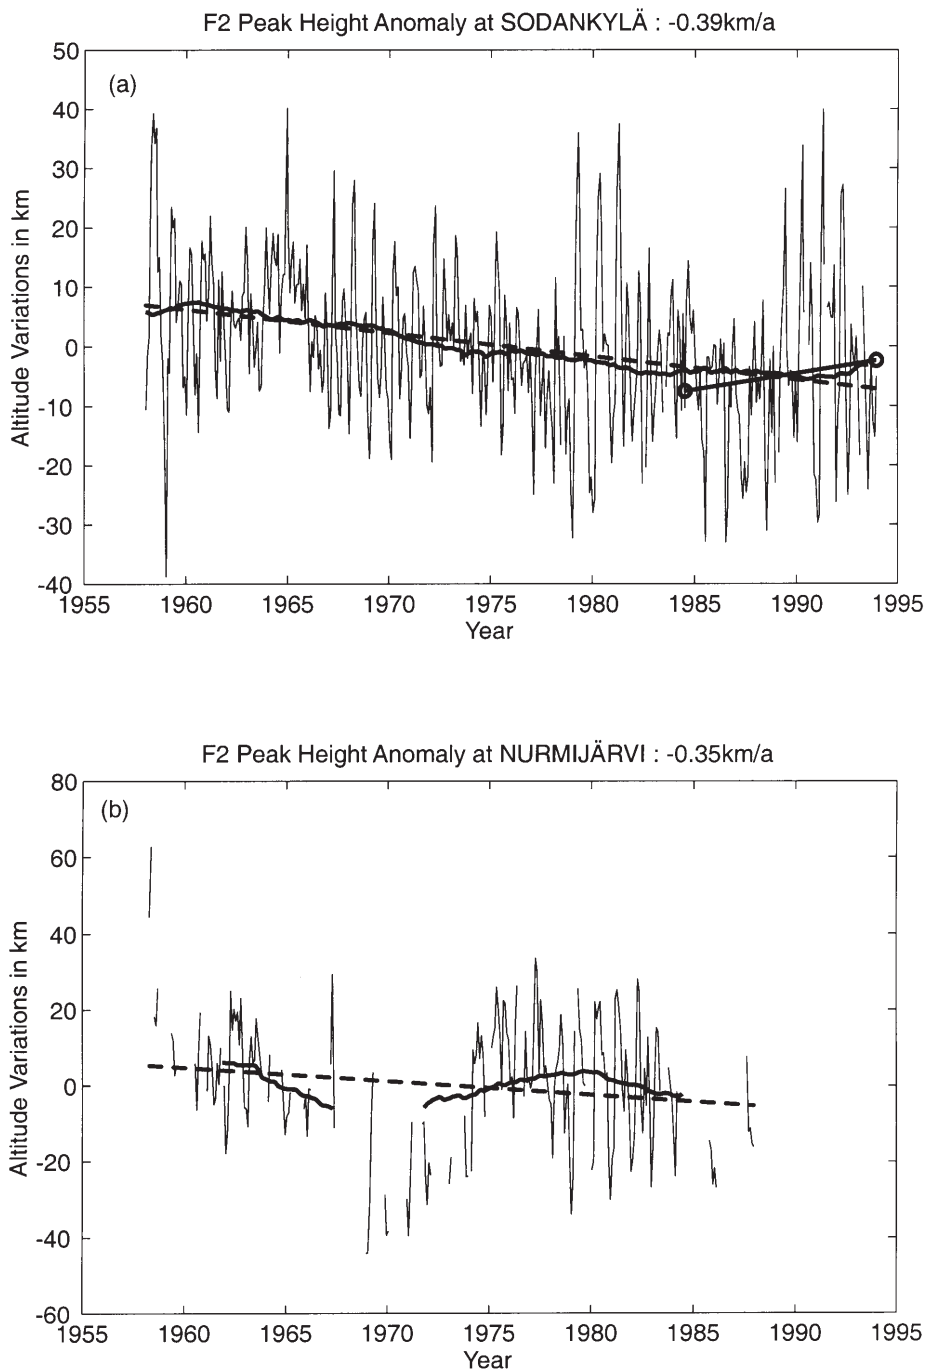 F2 Peak Height Anomaly at SODANKYLÄ : -0.39km/a
(a)
50
40
30
20
10
0
-10
-20
-30
-40
Altitude Variations in km
1955 1960 1965 1970 1975 1980 1985 1990 1995
Year
F2 Peak Height Anomaly at NURMIJÄRVI : -0.35km/a
(b)
80
60
40
20
0
-20
-40
-60
Altitude Variations in km
1955 1960 1965 1970 1975 1980 1985 1990 1995
Year